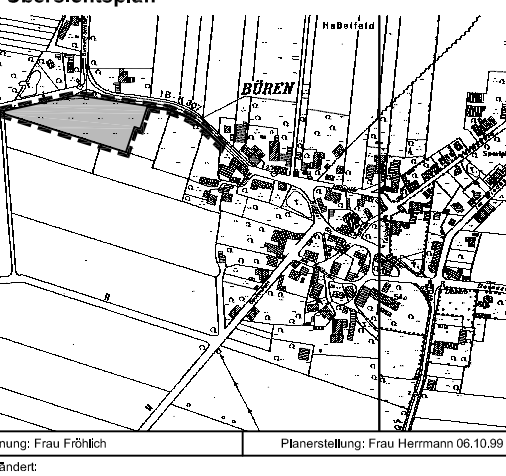 Übersichtsplan
Haßelfeld
BÜREN
nung: Frau Fröhlich
Planerstellung: Frau Herrmann 06.10.99
ändert: